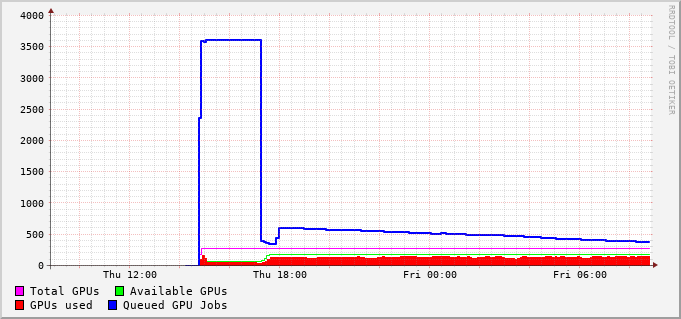 4000
3500
3000
2500
2000
1500
1000
500
0
Thu 12:00 Thu 18:00 Fri 00:00 Fri 06:00
Total GPUs Available GPUs
GPUs used Queued GPU Jobs
RRDTOOL / TOBI OETIKER